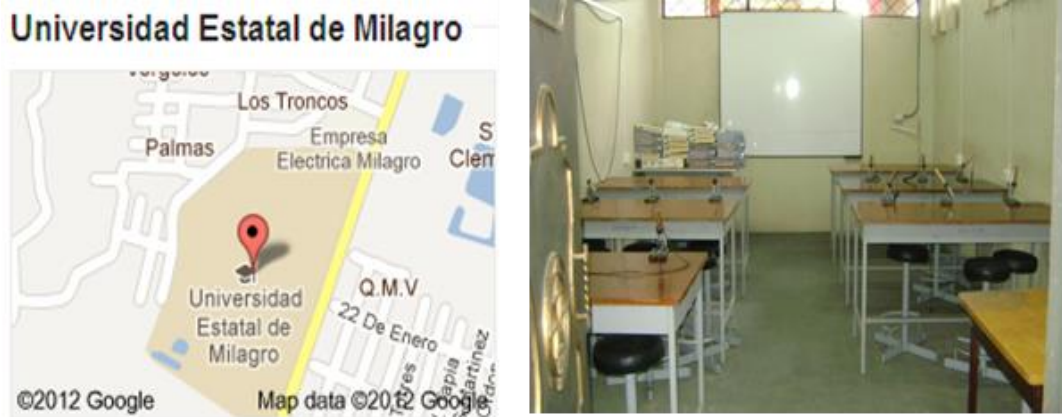 Universidad Estatal de Milagro
Los Troncos
Palmas
Empresa
Electrica Milagro
Universidad
Estatal de
Milagro
Q.M.V
22 De Enero
©2012 Google
Map data ©2012 Google